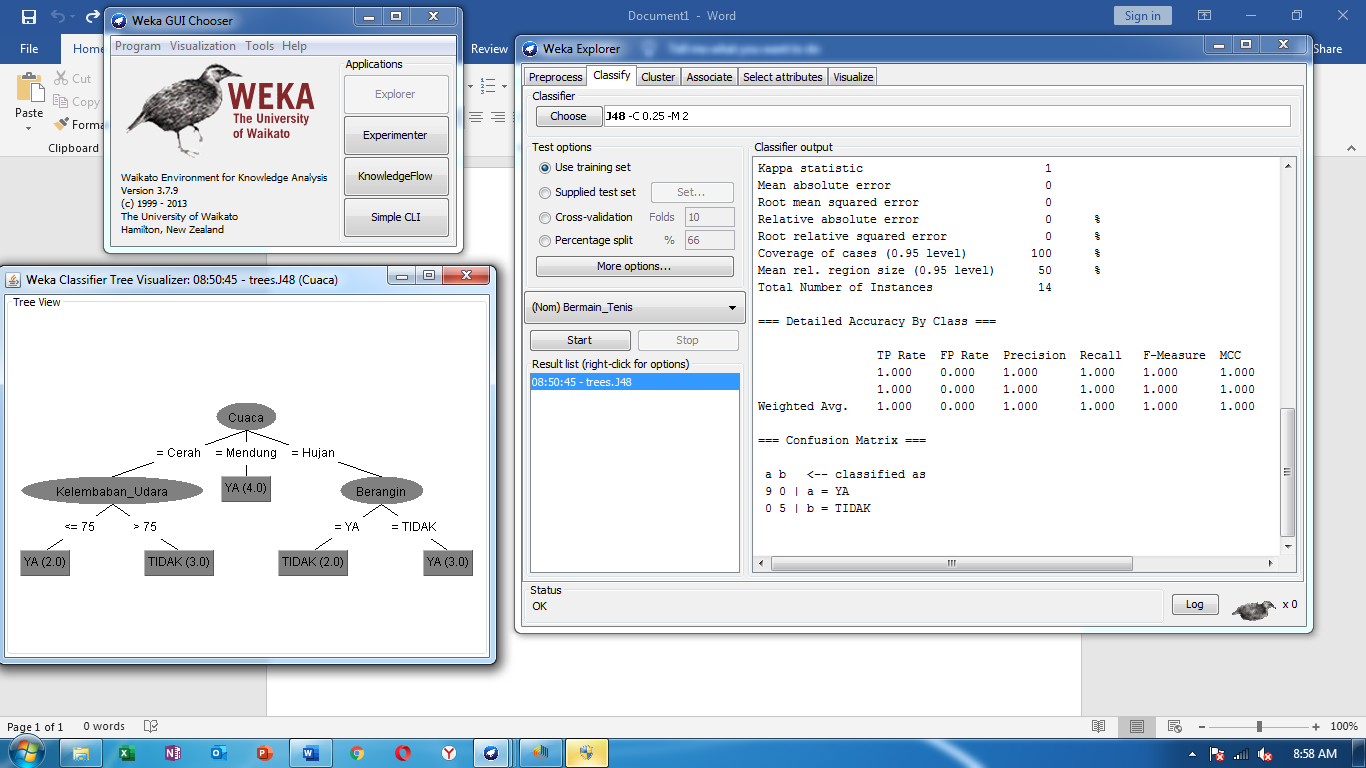 Document1 - Word
Sign in
File
Home
Review
Tell me what you want to do
Share
Paste
Cut
Copy
Forma
Clipboard
Weka GUI Chooser
Program Visualization Tools Help
WEKA
The University
of Waikato
Waikato Environment for Knowledge Analysis
Version 3.7.9
(c) 1999 - 2013
The University of Waikato
Hamilton, New Zealand
Applications
Explorer
Experimenter
KnowledgeFlow
Simple CLI
Weka Classifier Tree Visualizer: 08:50:45 - trees.J48 (Cuaca)
Tree View
Cuaca
= Cerah = Mendung = Hujan
Kelembaban_Udara YA (4.0) Berangin
<= 75 > 75 = YA = TIDAK
YA (2.0) TIDAK (3.0) TIDAK (2.0) YA (3.0)
Weka Explorer
Preprocess Classify Cluster Associate Select attributes Visualize
Classifier
Choose J48 -C 0.25 -M 2
Test options
Use training set
Supplied test set Set...
Cross-validation Folds 10
Percentage split % 66
More options...
(Nom) Bermain_Tenis
Start Stop
Result list (right-click for options)
08:50:45 - trees.J48
Classifier output
Kappa statistic 1
Mean absolute error 0
Root mean squared error 0
Relative absolute error 0 %
Root relative squared error 0 %
Coverage of cases (0.95 level) 100 %
Mean rel. region size (0.95 level) 50 %
Total Number of Instances 14
=== Detailed Accuracy By Class ===
TP Rate FP Rate Precision Recall F-Measure MCC
1.000 0.000 1.000 1.000 1.000 1.000
1.000 0.000 1.000 1.000 1.000 1.000
Weighted Avg. 1.000 0.000 1.000 1.000 1.000 1.000
=== Confusion Matrix ===
a b <-- classified as
9 0 | a = YA
0 5 | b = TIDAK
Status
OK
Log
x 0
Page 1 of 1 0 words
100%
8:58 AM